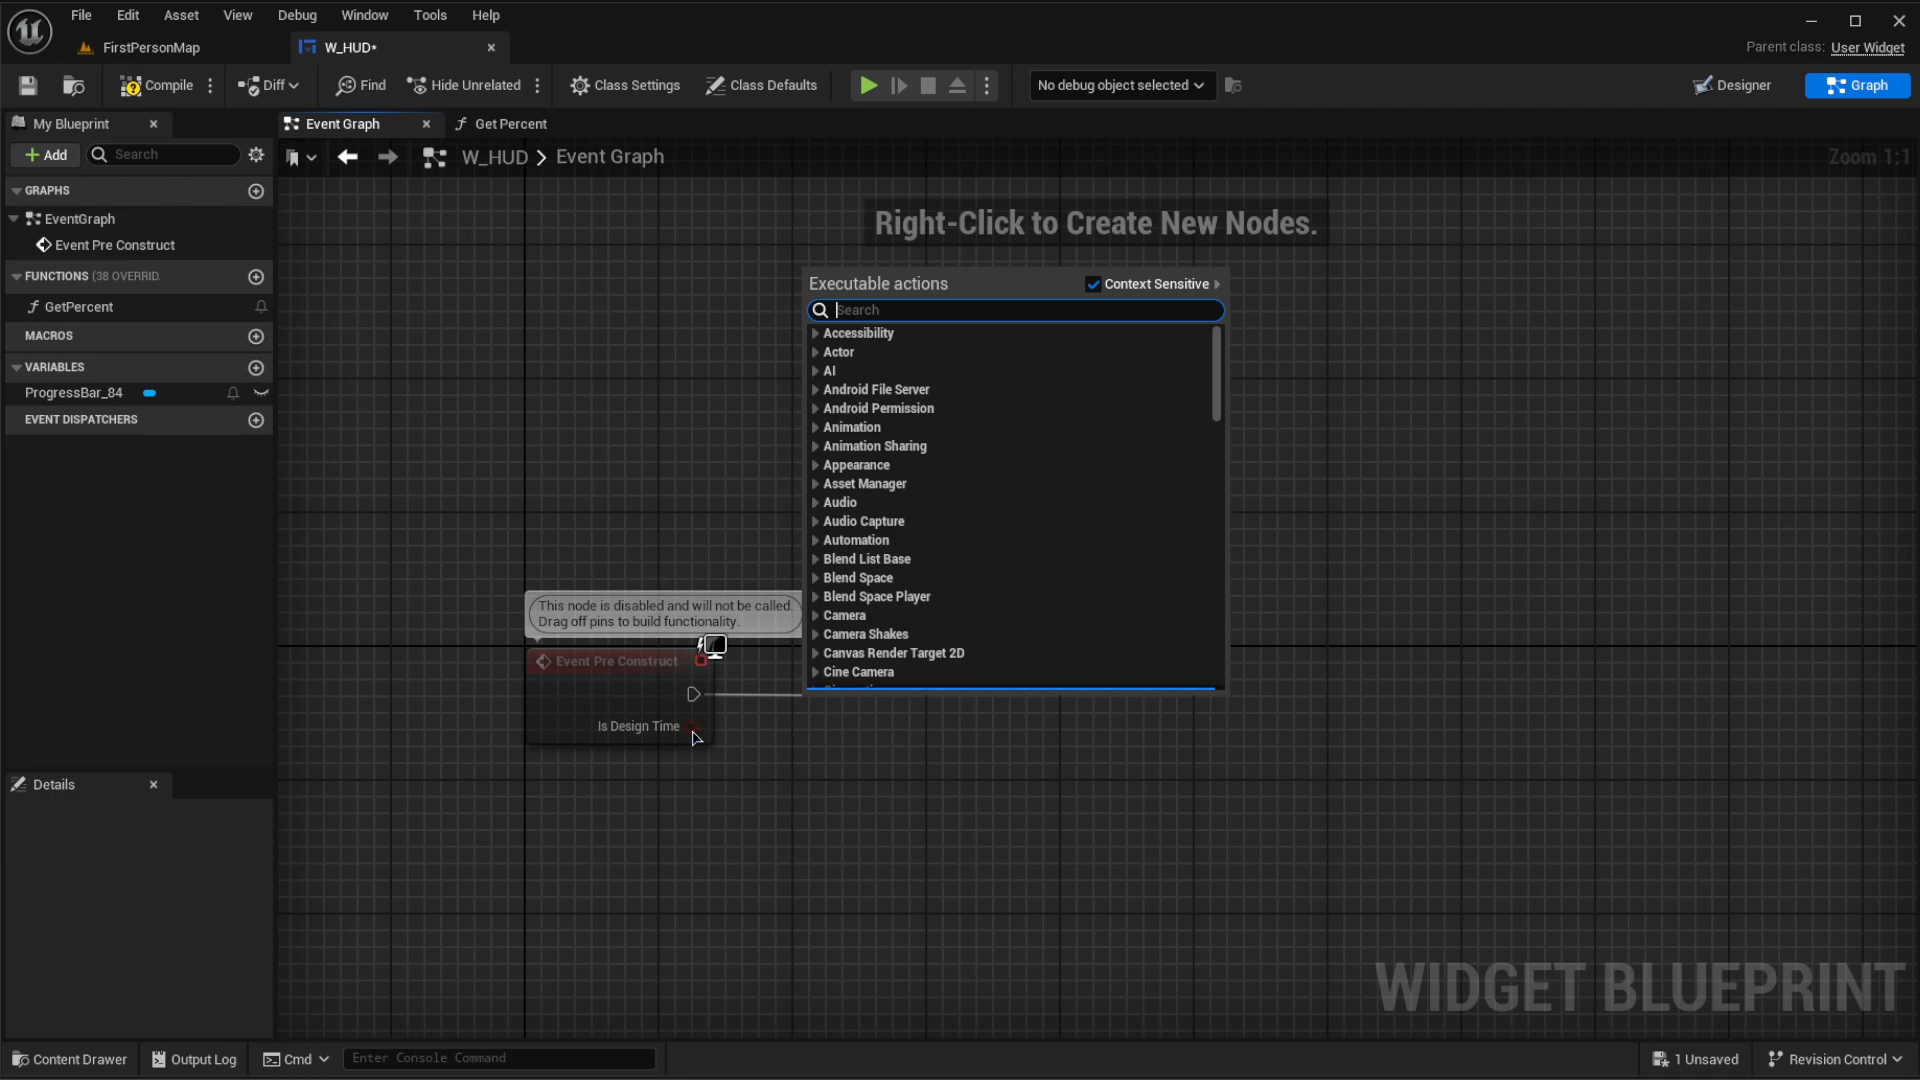 File Edit Asset View Debug Window Tools Help
FirstPersonMap W_HUD* Parent class: User Widget
Compile Diff Find Hide Unrelated Class Settings Class Defaults No debug object selected Designer Graph
My Blueprint Event Graph Get Percent
Add Search W_HUD > Event Graph Zoom 1:1
GRAPHS
EventGraph
Event Pre Construct
FUNCTIONS (38 OVERRID
GetPercent
MACROS
VARIABLES
ProgressBar_84
EVENT DISPATCHERS
Right-Click to Create New Nodes.
Executable actions Context Sensitive
Search
Accessibility
Actor
AI
Android File Server
Android Permission
Animation
Animation Sharing
Appearance
Asset Manager
Audio
Audio Capture
Automation
Blend List Base
Blend Space
Blend Space Player
Camera
Camera Shakes
Canvas Render Target 2D
Cine Camera
This node is disabled and will not be called.
Drag off pins to build functionality.
Event Pre Construct
Is Design Time
Details
WIDGET BLUEPRINT
Content Drawer Output Log Cmd Enter Console Command 1 Unsaved Revision Control